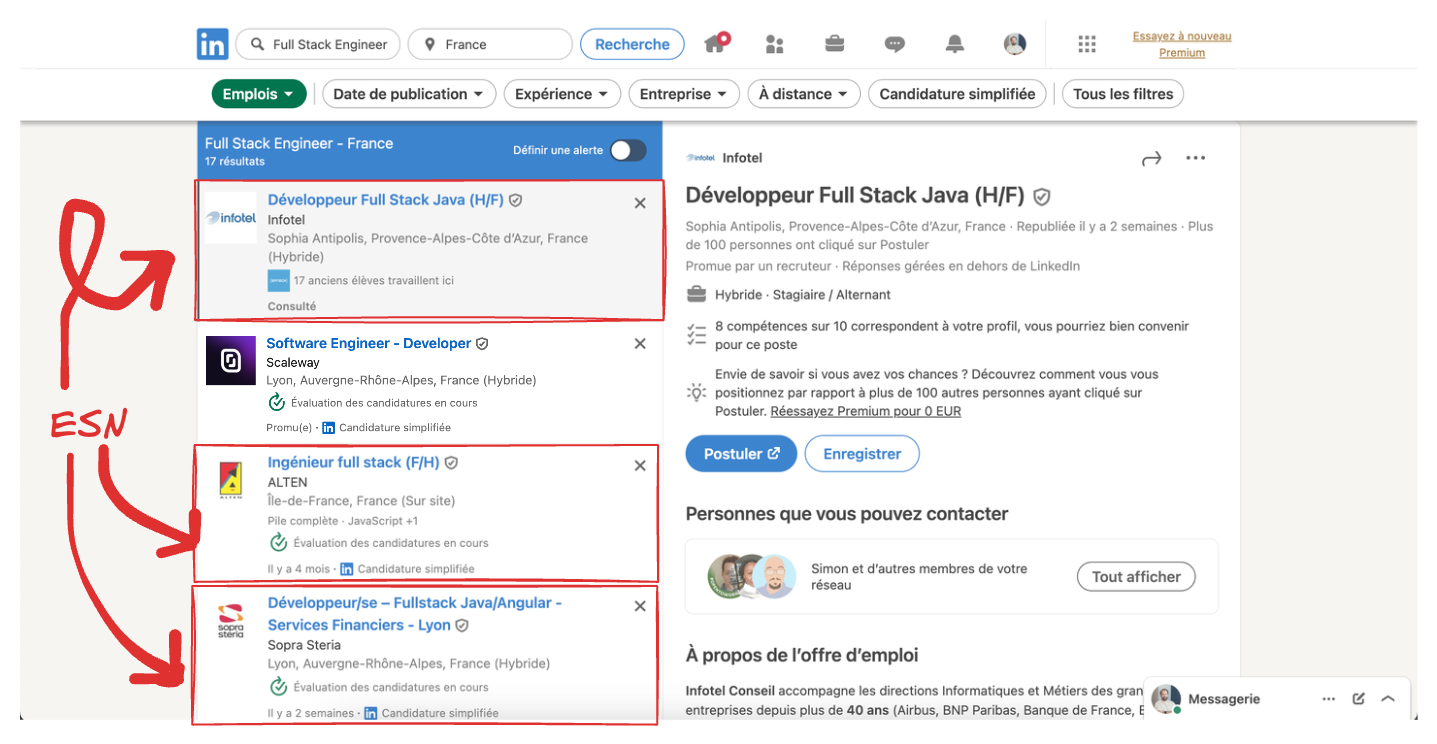 in
Full Stack Engineer
France
Recherche
Essayez à nouveau
Premium
Emplois
Date de publication
Expérience
Entreprise
À distance
Candidature simplifiée
Tous les filtres
Full Stack Engineer - France
17 résultats
Définir une alerte
infotel
Développeur Full Stack Java (H/F)
Infotel
Sophia Antipolis, Provence-Alpes-Côte d'Azur, France
(Hybride)
17 anciens élèves travaillent ici
Consulté
Software Engineer - Developer
Scaleway
Lyon, Auvergne-Rhône-Alpes, France (Hybride)
Évaluation des candidatures en cours
Promu(e) · in Candidature simplifiée
ESN
ALTEN
Ingénieur full stack (F/H)
ALTEN
Île-de-France, France (Sur site)
Pile complète · JavaScript +1
Évaluation des candidatures en cours
Il y a 4 mois · in Candidature simplifiée
sopra
steria
Développeur/se – Fullstack Java/Angular -
Services Financiers - Lyon
Sopra Steria
Lyon, Auvergne-Rhône-Alpes, France (Hybride)
Évaluation des candidatures en cours
Il y a 2 semaines · in Candidature simplifiée
infotel Infotel
Développeur Full Stack Java (H/F)
Sophia Antipolis, Provence-Alpes-Côte d'Azur, France · Republiée il y a 2 semaines · Plus
de 100 personnes ont cliqué sur Postuler
Promue par un recruteur · Réponses gérées en dehors de LinkedIn
Hybride · Stagiaire / Alternant
8 compétences sur 10 correspondent à votre profil, vous pourriez bien convenir
pour ce poste
Envie de savoir si vous avez vos chances ? Découvrez comment vous vous
positionnez par rapport à plus de 100 autres personnes ayant cliqué sur
Postuler. Réessayez Premium pour 0 EUR
Postuler
Enregistrer
Personnes que vous pouvez contacter
Simon et d'autres membres de votre
réseau
Tout afficher
À propos de l'offre d'emploi
Infotel Conseil accompagne les directions Informatiques et Métiers des gran
entreprises depuis plus de 40 ans (Airbus, BNP Paribas, Banque de France, E
Messagerie